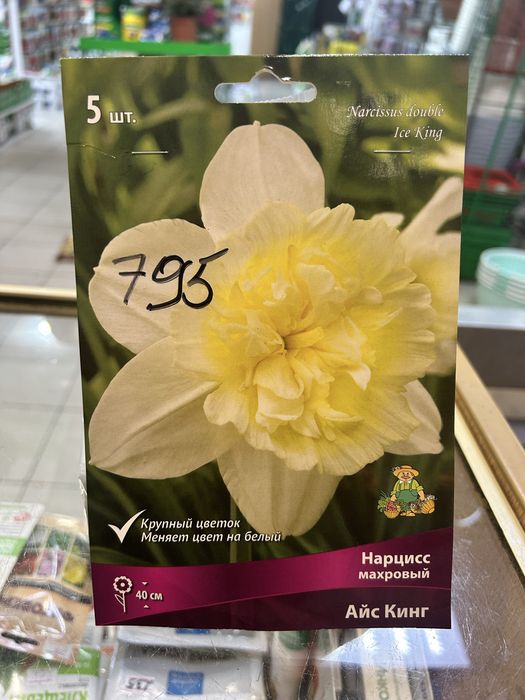 5 шт.
Narcissus double
Ice King
795
Крупный цветок
Меняет цвет на белый
40 см
Нарцисс
махровый
Айс Кинг